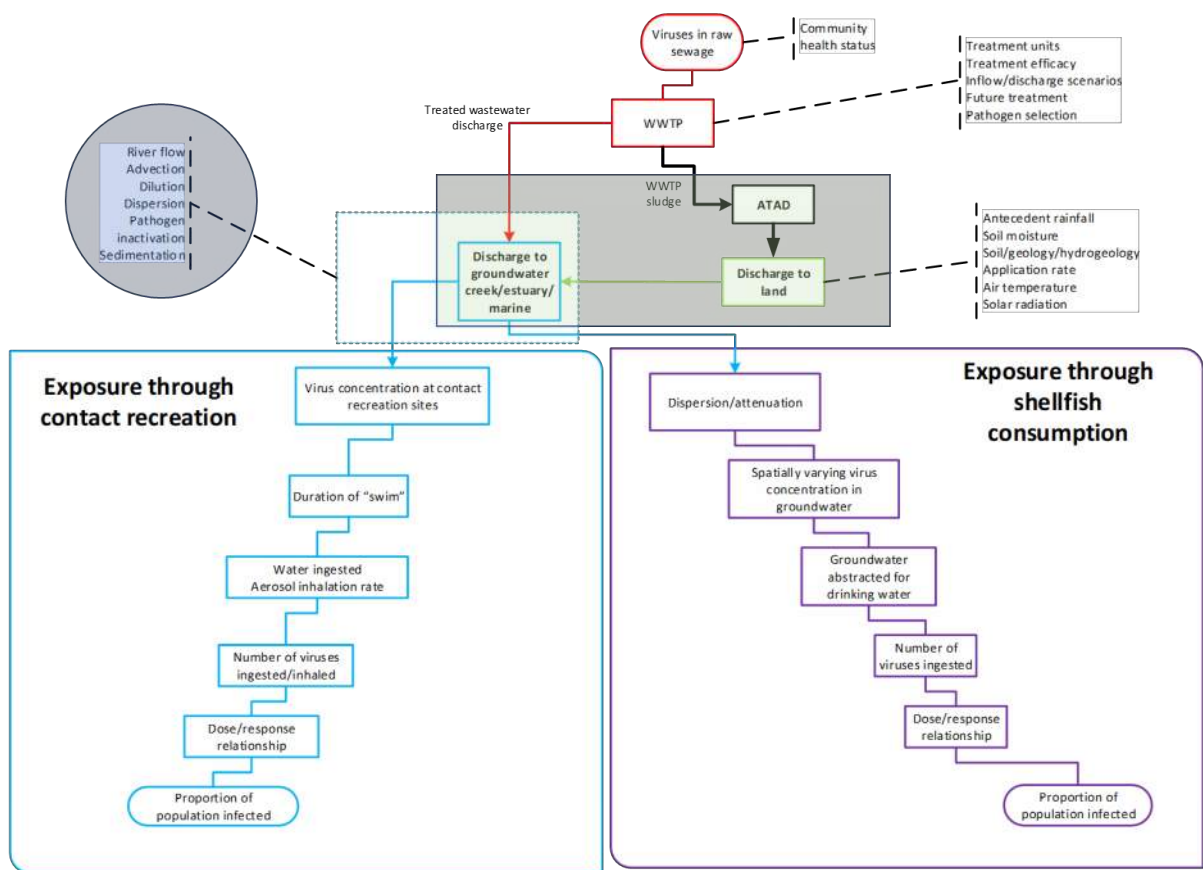 Viruses in raw
sewage
Community
health status
Treatment units
Treatment efficacy
Inflow/discharge scenarios
Future treatment
Pathogen selection
Treated wastewater
discharge
WWTP
River flow
Advection
Dilution
Dispersion
Pathogen
inactivation
Sedimentation
WWTP
sludge
ATAD
Antecedent rainfall
Soil moisture
Soil/geology/hydrogeology
Application rate
Air temperature
Solar radiation
Discharge to
groundwater
creek/estuary/
marine
Discharge to
land
Exposure through
contact recreation
Virus concentration at contact
recreation sites
Duration of "swim"
Water ingested
Aerosol inhalation rate
Number of viruses
ingested/inhaled
Dose/response
relationship
Proportion of
population infected
Exposure through
shellfish
consumption
Dispersion/attenuation
Spatially varying virus
concentration in
groundwater
Groundwater
abstracted for
drinking water
Number of
viruses ingested
Dose/response
relationship
Proportion of
population infected